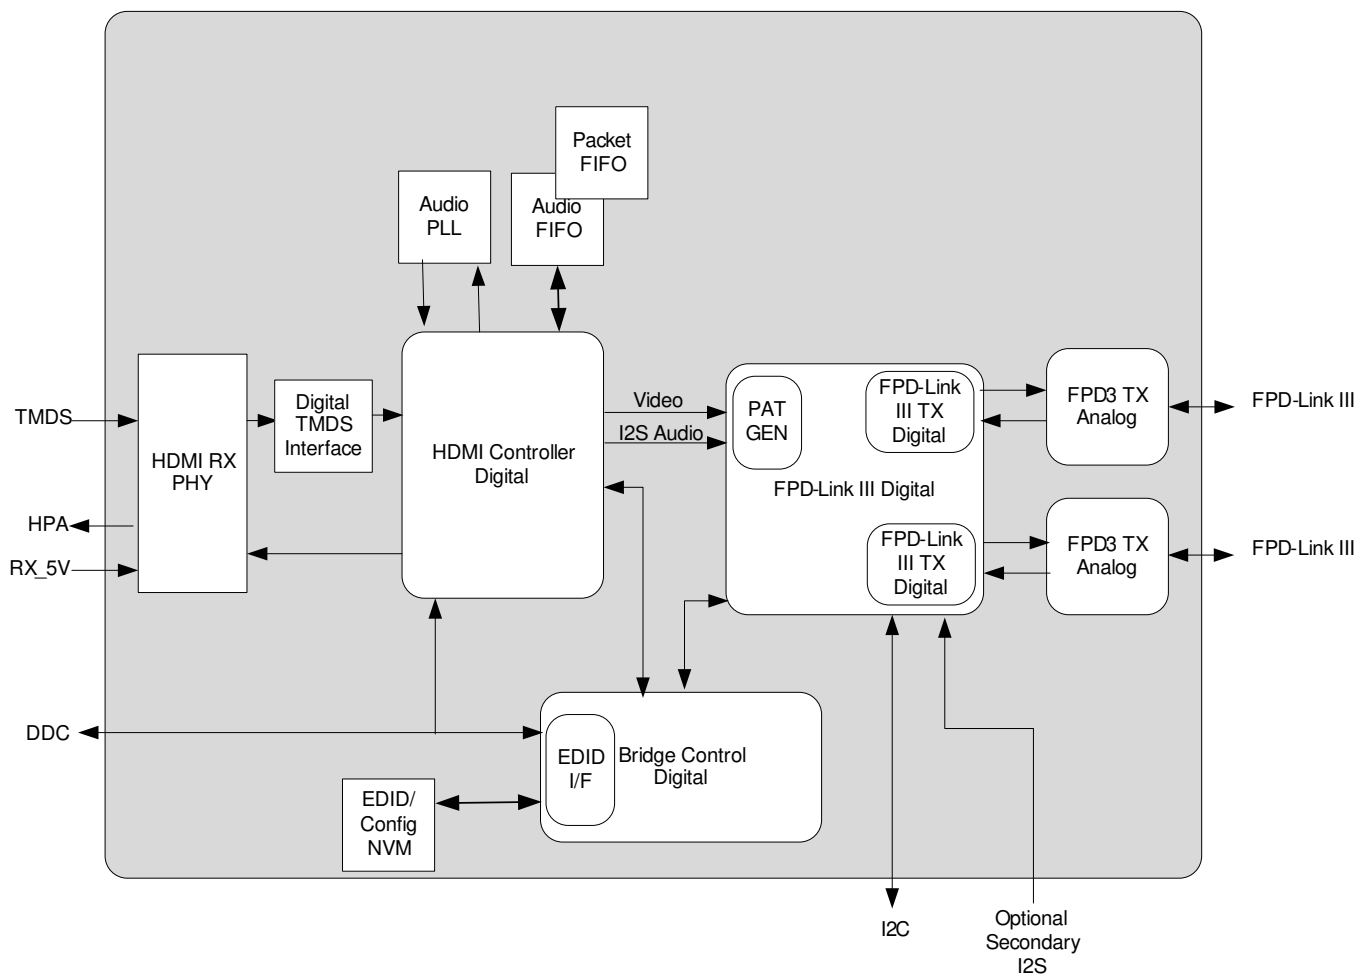 Packet
FIFO
Audio
PLL
Audio
FIFO
TMDS
HPA
RX_5V
HDMI RX
PHY
Digital
TMDS
Interface
HDMI Controller
Digital
Video
I2S Audio
PAT
GEN
FPD-Link
III TX
Digital
FPD-Link III Digital
FPD-Link
III TX
Digital
FPD3 TX
Analog
FPD-Link III
FPD3 TX
Analog
FPD-Link III
DDC
EDID
I/F
Bridge Control
Digital
EDID/
Config
NVM
I2C
Optional
Secondary
I2S